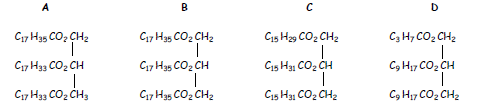 A B C D
C17 H35 CO2 CH2 C17 H35 CO2 CH2 C15 H29 CO2 CH2 C3 H7 CO2 CH2
C17 H33 CO2 CH C17 H35 CO2 CH C15 H31 CO2 CH C9 H17 CO2 CH
C17 H33 CO2 CH3 C17 H35 CO2 CH2 C15 H31 CO2 CH2 C9 H17 CO2 CH2